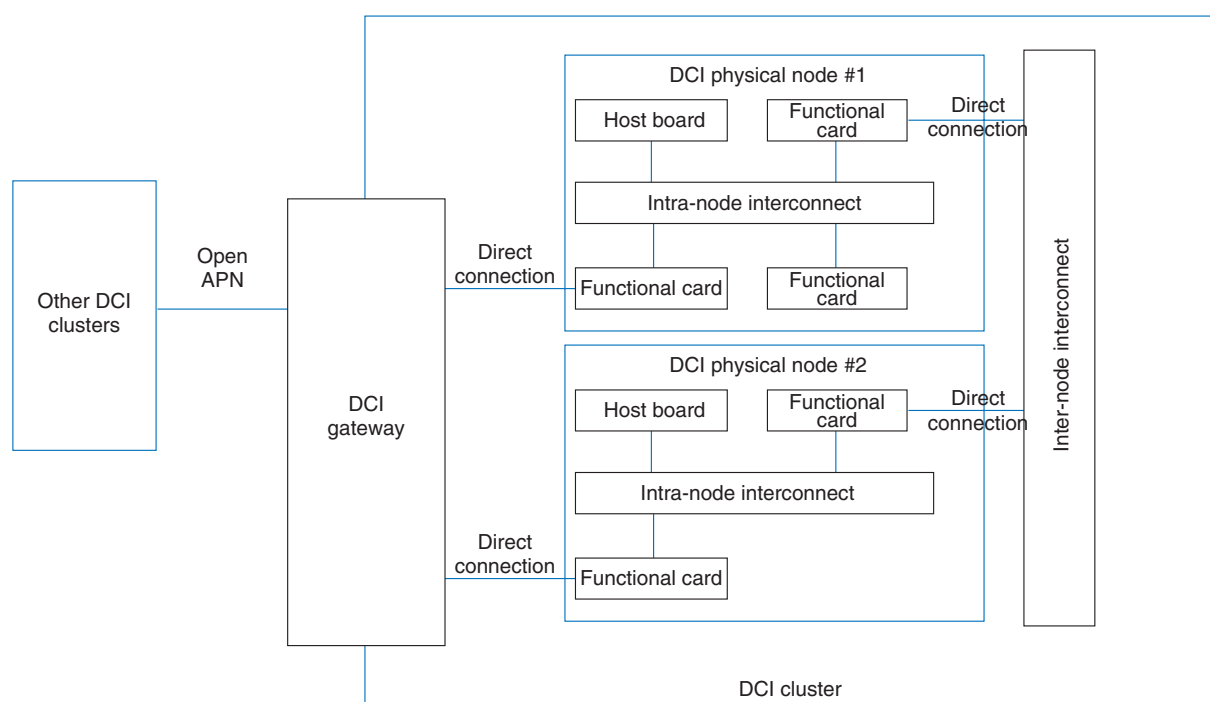 DCI physical node #1
Host board
Functional
card
Direct
connection
Intra-node interconnect
Functional card
Functional
card
Direct
connection
Open
APN
Other DCI
clusters
DCI
gateway
Inter-node interconnect
DCI physical node #2
Host board
Functional
card
Direct
connection
Intra-node interconnect
Functional card
Direct
connection
DCI cluster